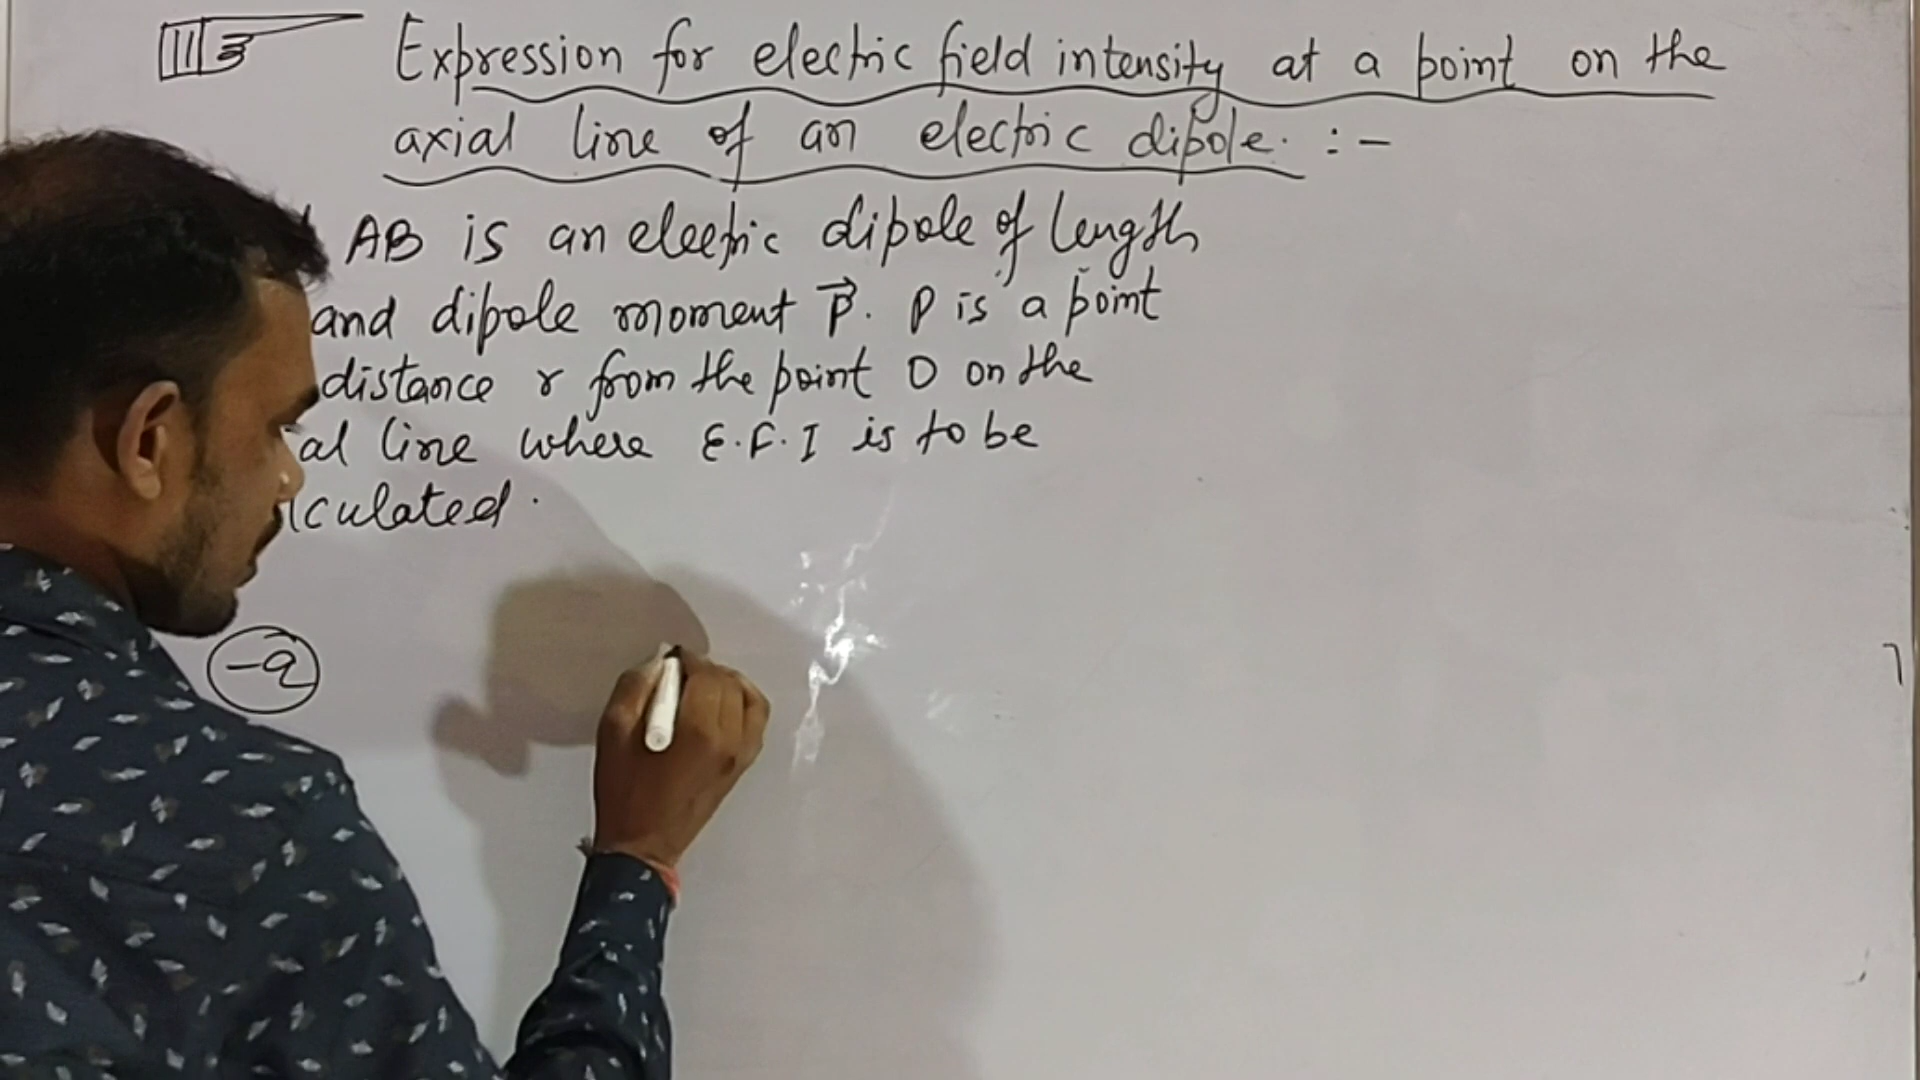 Expression for electric field intensity at a point on the
axial line of an electric dipole. :-
AB is an electric dipole of length
and dipole moment P⃗. P is a point
distance r from the point O on the
al line where E.F.I is to be
lculated.
-q